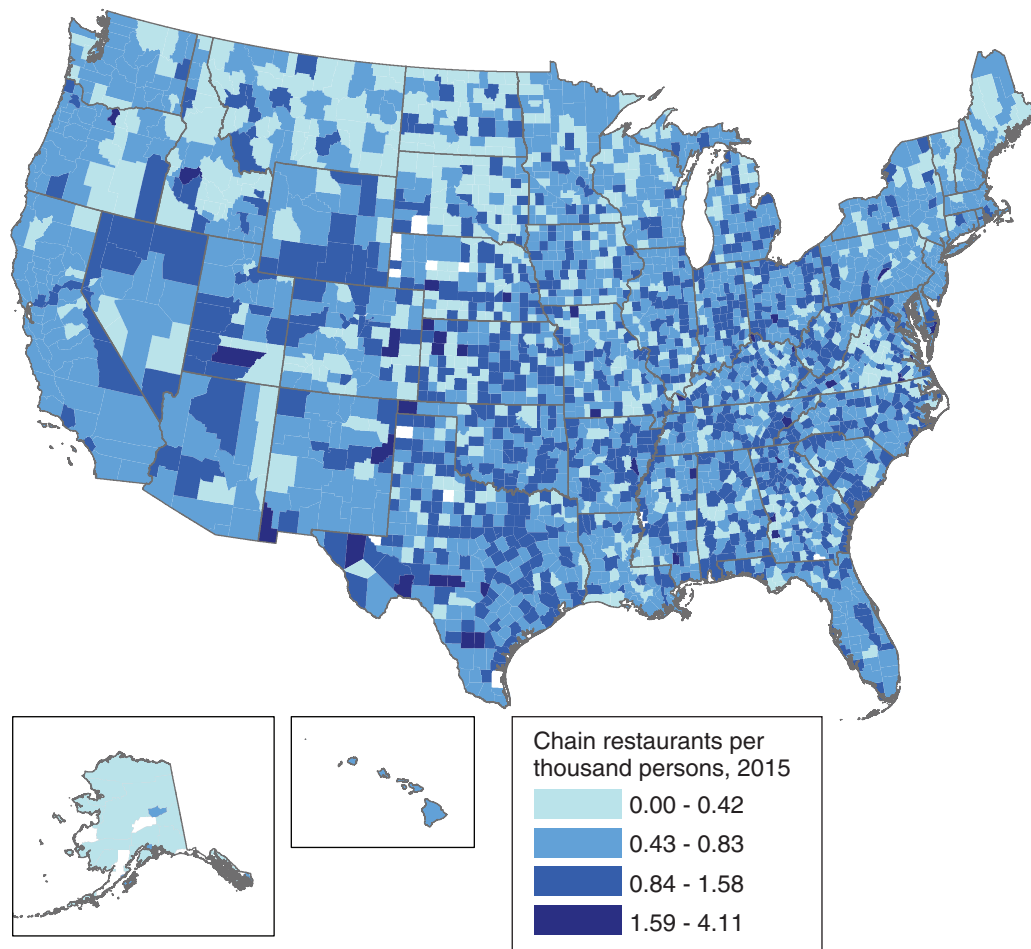 Chain restaurants per
thousand persons, 2015
0.00 - 0.42
0.43 - 0.83
0.84 - 1.58
1.59 - 4.11